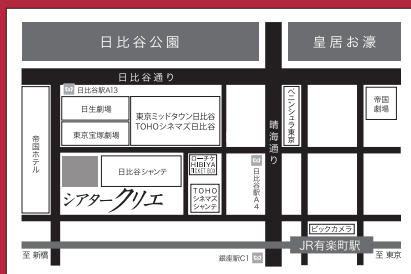 日比谷公園
皇居お濠
日比谷通り
日比谷駅A13
日生劇場
東京宝塚劇場
東京ミッドタウン日比谷
TOHOシネマズ日比谷
帝国ホテル
ペニンシュラ東京
帝国
劇場
晴海通り
日比谷シャンテ
シアタークリエ
ローチケ
HIBIYA
TICKET BOX
TOHO
シネマズ
シャンテ
日比谷駅A4
ビックカメラ
JR有楽町駅
至 新橋
銀座駅C1
至 東京